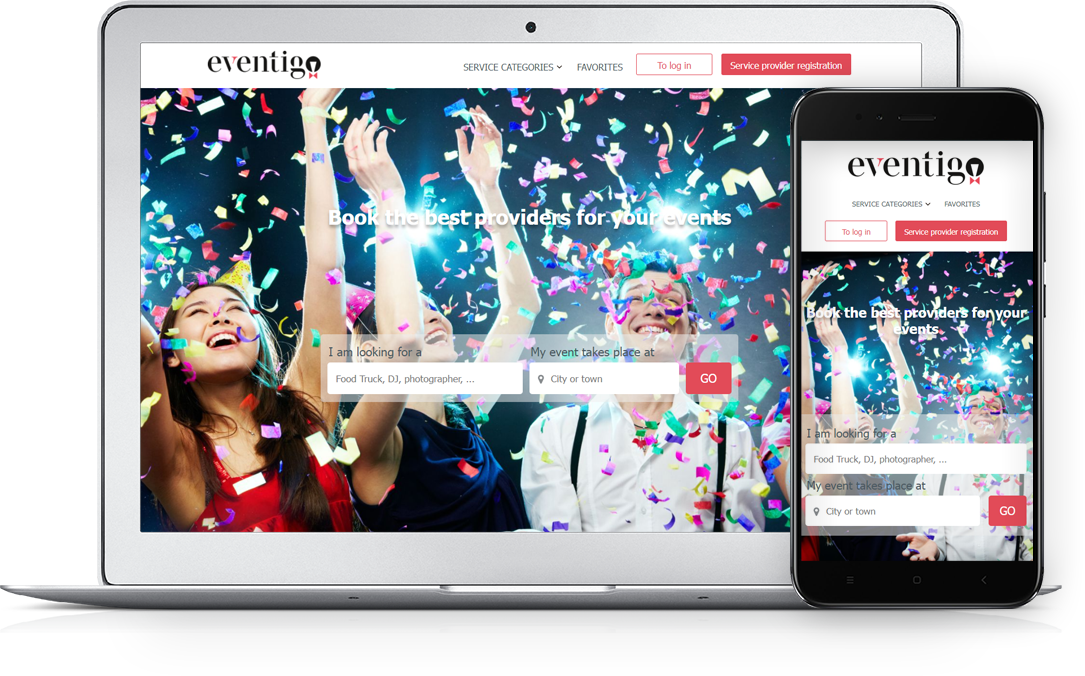 eventigo
SERVICE CATEGORIES
FAVORITES
To log in
Service provider registration
Book the best providers for your events
I am looking for a
My event takes place at
Food Truck, DJ, photographer, ...
City or town
GO
eventigo
SERVICE CATEGORIES
FAVORITES
To log in
Service provider registration
Book the best providers for your
events
I am looking for a
Food Truck, DJ, photographer, ...
My event takes place at
City or town
GO